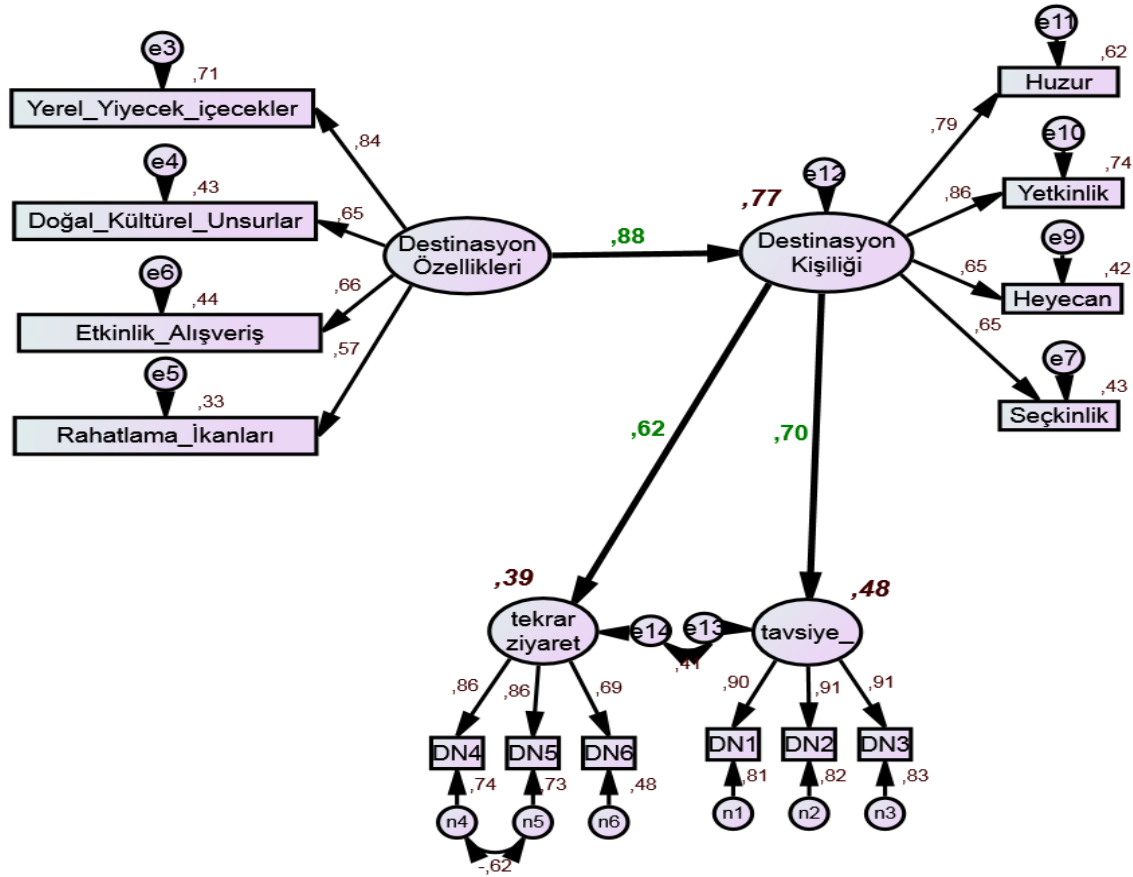 e3
,71
Yerel_Yiyecek_içecekler
,84
e4
,43
Doğal_Kültürel_Unsurlar
,65
e6
,44
Etkinlik_Alışveriş
,66
e5
,33
Rahatlama_İkanları
,57
Destinasyon
Özellikleri
,88
e12
,77
Destinasyon
Kişiliği
e11
,62
Huzur
,79
e10
,74
Yetkinlik
,86
e9
,42
Heyecan
,65
e7
,43
Seçkinlik
,65
,62
,70
,39
tekrar
ziyaret
e14
e13
,41
,48
tavsiye_
,86
,86
,69
DN4
DN5
DN6
,74
,73
,48
n4
n5
n6
-,62
,90
,91
,91
DN1
DN2
DN3
,81
,82
,83
n1
n2
n3